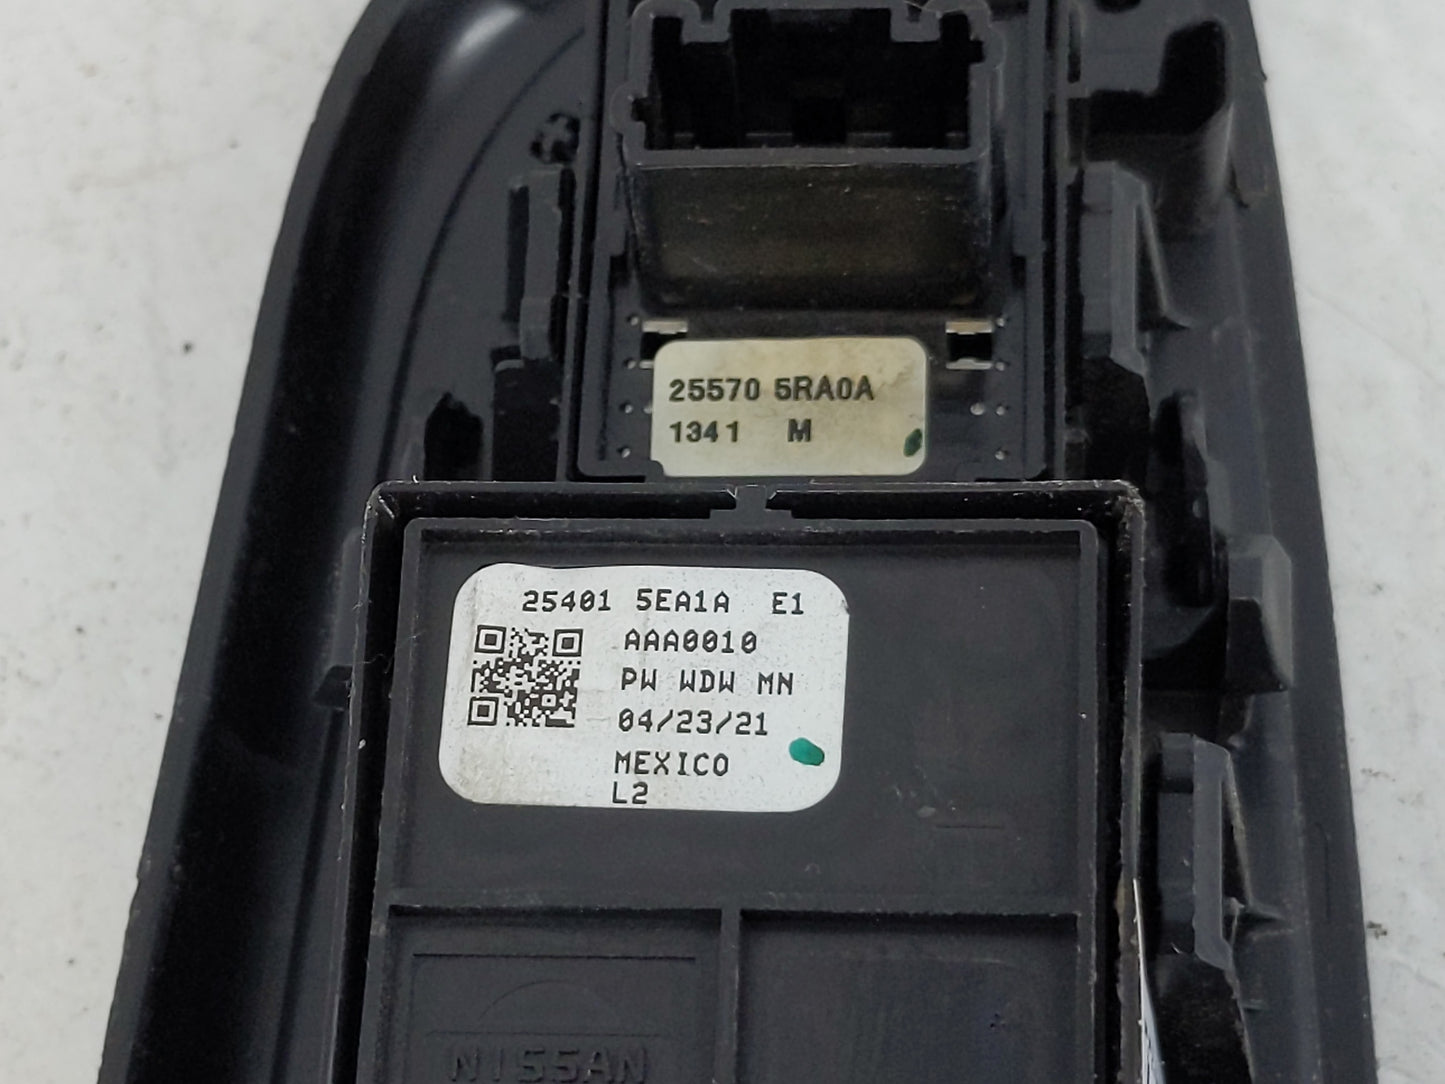 25570 5RA0A
1341 M
25401 5EA1A E1
AAA0010
PW WDW MN
04/23/21
MEXICO
L2
NISSAN